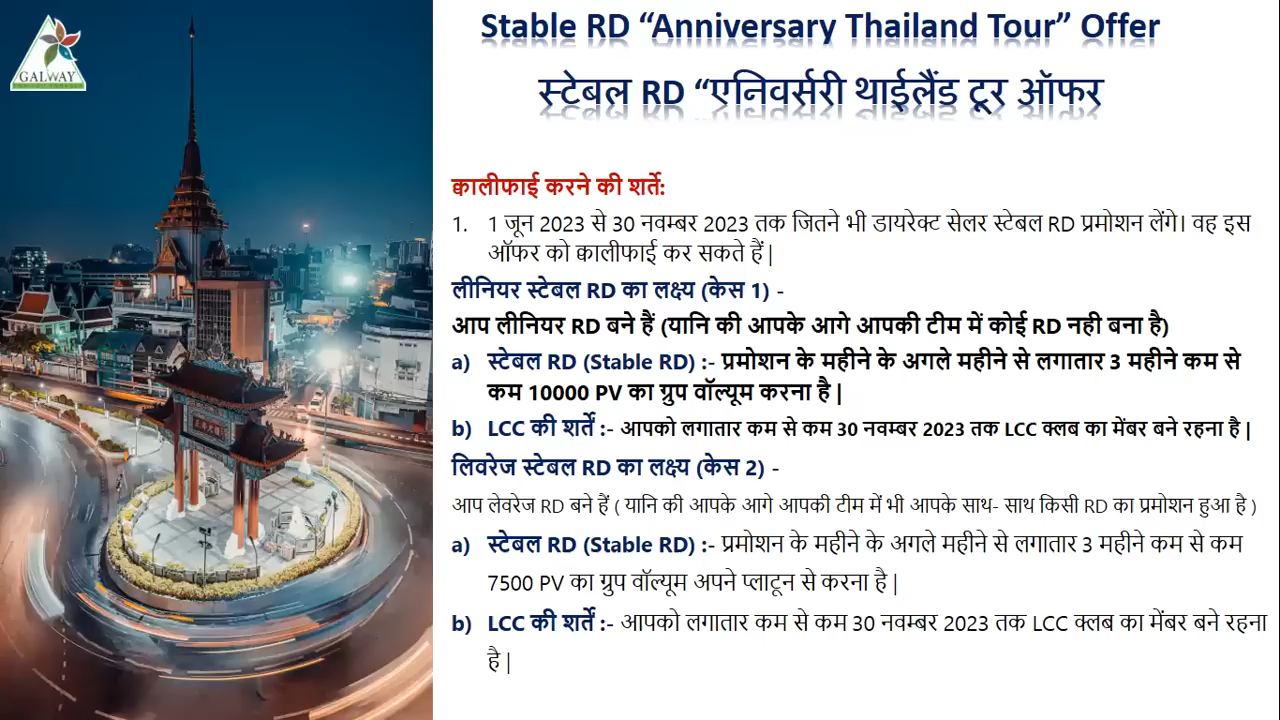 GALWAY
Stable RD “Anniversary Thailand Tour” Offer
स्टेबल RD “एनिवर्सरी थाईलैंड टूर ऑफर
क्वालीफाई करने की शर्ते:
1. 1 जून 2023 से 30 नवम्बर 2023 तक जितने भी डायरेक्ट सेलर स्टेबल RD प्रमोशन लेंगे। वह इस
ऑफर को क्वालीफाई कर सकते हैं |
लीनियर स्टेबल RD का लक्ष्य (केस 1) -
आप लीनियर RD बने हैं (यानि की आपके आगे आपकी टीम में कोई RD नही बना है)
a) स्टेबल RD (Stable RD) :- प्रमोशन के महीने के अगले महीने से लगातार 3 महीने कम से
कम 10000 PV का ग्रुप वॉल्यूम करना है |
b) LCC की शर्तें :- आपको लगातार कम से कम 30 नवम्बर 2023 तक LCC क्लब का मेंबर बने रहना है |
लिवरेज स्टेबल RD का लक्ष्य (केस 2) -
आप लेवरेज RD बने हैं ( यानि की आपके आगे आपकी टीम में भी आपके साथ- साथ किसी RD का प्रमोशन हुआ है )
a) स्टेबल RD (Stable RD) :- प्रमोशन के महीने के अगले महीने से लगातार 3 महीने कम से कम
7500 PV का ग्रुप वॉल्यूम अपने प्लाटून से करना है |
b) LCC की शर्तें :- आपको लगातार कम से कम 30 नवम्बर 2023 तक LCC क्लब का मेंबर बने रहना
है |